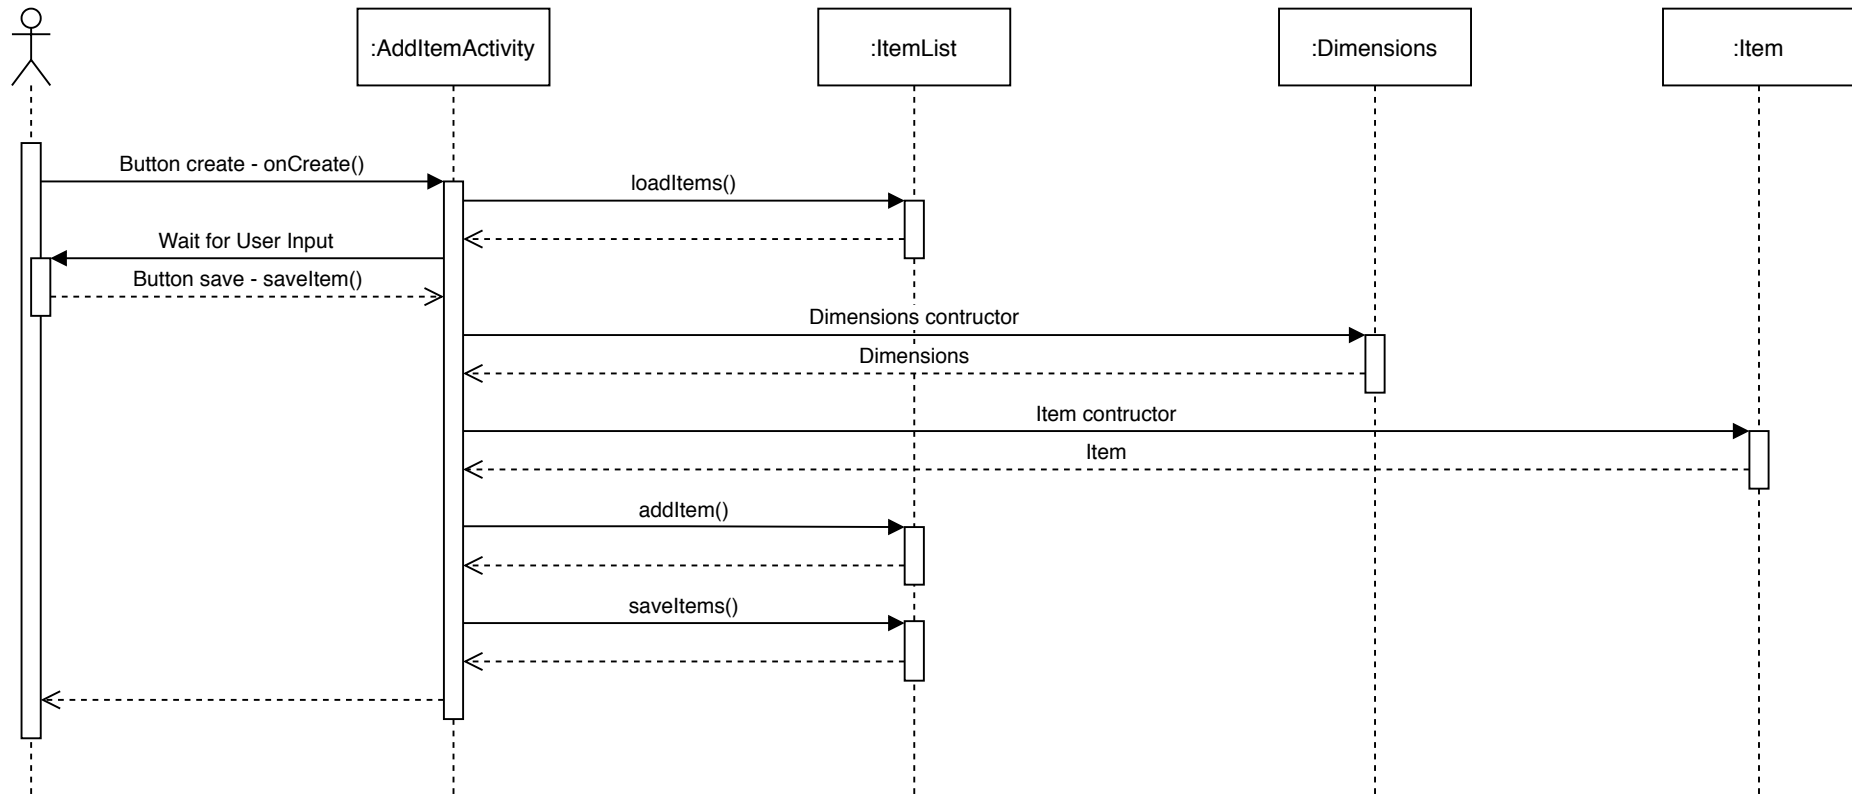 :AddItemActivity
:ItemList
:Dimensions
:Item
Button create - onCreate()
loadItems()
Wait for User Input
Button save - saveItem()
Dimensions contructor
Dimensions
Item contructor
Item
addItem()
saveItems()